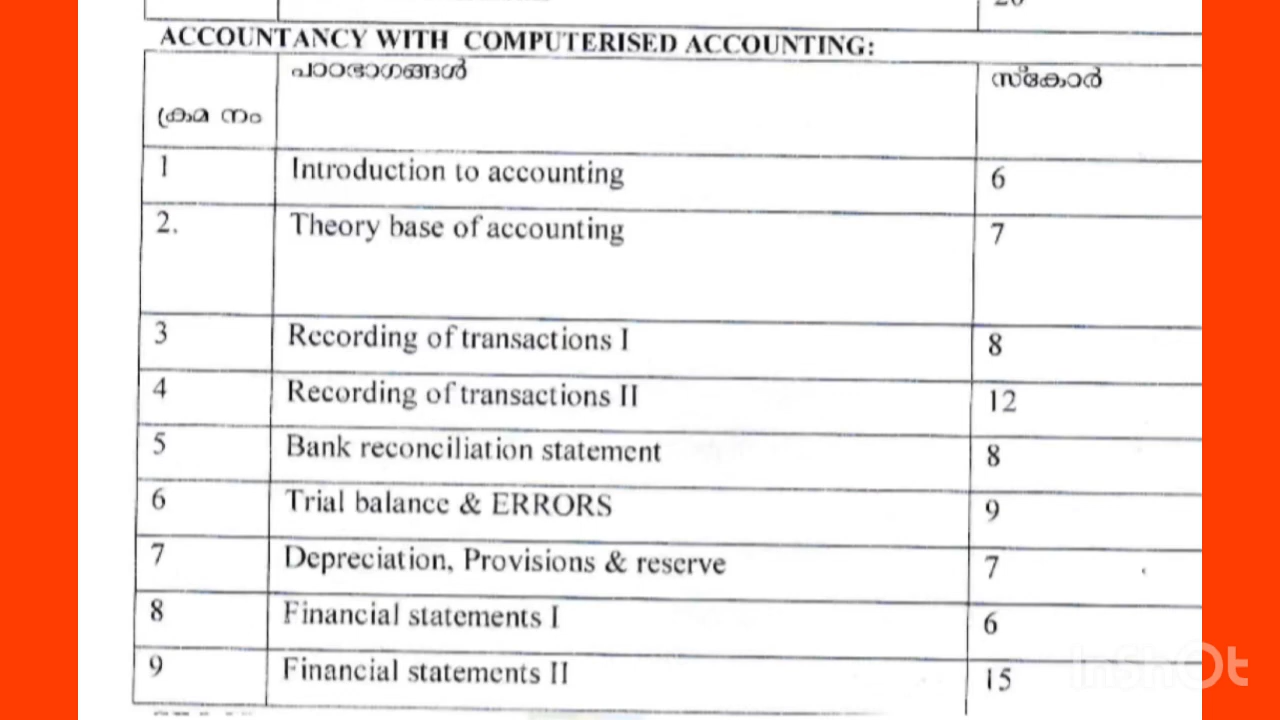 20
ACCOUNTANCY WITH COMPUTERISED ACCOUNTING:
ക്രമ നം പാഠഭാഗങ്ങൾ സ്കോർ
1 Introduction to accounting 6
2. Theory base of accounting 7
3 Recording of transactions I 8
4 Recording of transactions II 12
5 Bank reconciliation statement 8
6 Trial balance & ERRORS 9
7 Depreciation, Provisions & reserve 7
8 Financial statements I 6
9 Financial statements II 15
InShOt